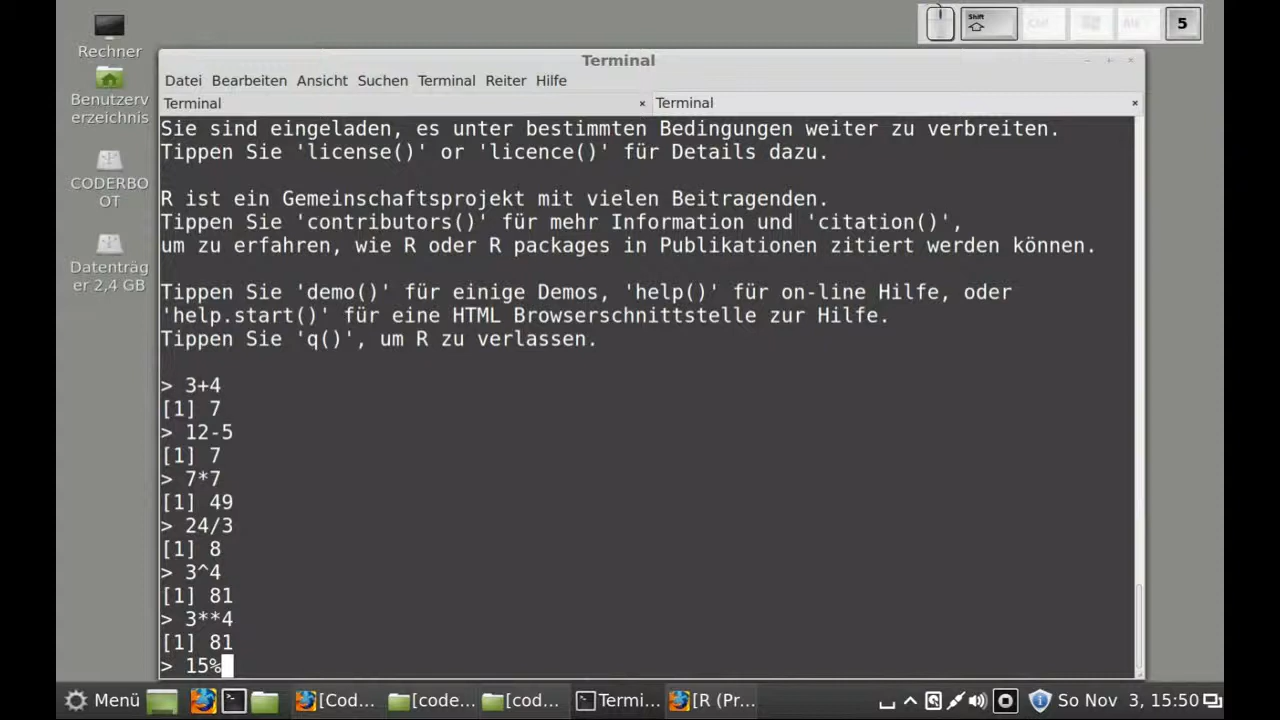 Rechner
Benutzerv
erzeichnis
CODERBO
OT
Datenträg
er 2,4 GB
Shift
5
Terminal
Datei Bearbeiten Ansicht Suchen Terminal Reiter Hilfe
Terminal × Terminal ×
Sie sind eingeladen, es unter bestimmten Bedingungen weiter zu verbreiten.
Tippen Sie 'license()' or 'licence()' für Details dazu.
R ist ein Gemeinschaftsprojekt mit vielen Beitragenden.
Tippen Sie 'contributors()' für mehr Information und 'citation()',
um zu erfahren, wie R oder R packages in Publikationen zitiert werden können.
Tippen Sie 'demo()' für einige Demos, 'help()' für on-line Hilfe, oder
'help.start()' für eine HTML Browserschnittstelle zur Hilfe.
Tippen Sie 'q()', um R zu verlassen.
> 3+4
[1] 7
> 12-5
[1] 7
> 7*7
[1] 49
> 24/3
[1] 8
> 3^4
[1] 81
> 3**4
[1] 81
> 15%
Menü [Cod... [code... [cod... Termi... [R (Pr... So Nov 3, 15:50